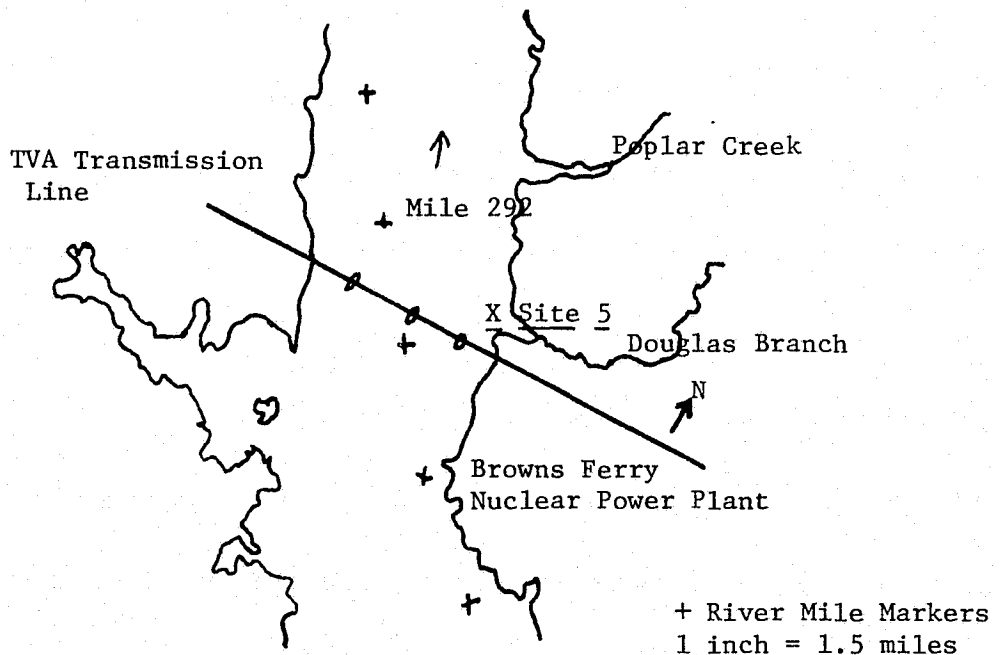 Poplar Creek
TVA Transmission
Line
Mile 292
X Site 5
Douglas Branch
N
Browns Ferry
Nuclear Power Plant
+ River Mile Markers
1 inch = 1.5 miles